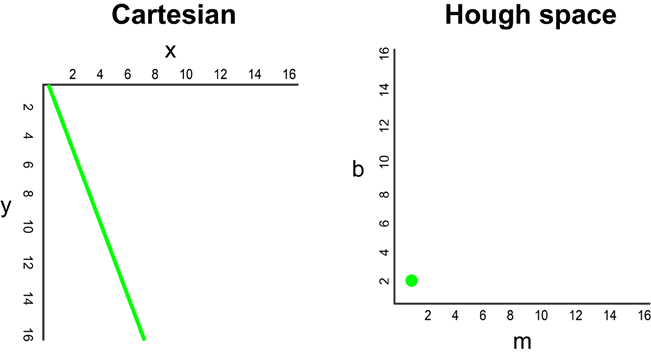 Cartesian
x
2 4 6 8 10 12 14 16
y
2 4 6 8 10 12 14 16
Hough space
b
16 14 12 10 8 6 4 2
2 4 6 8 10 12 14 16
m